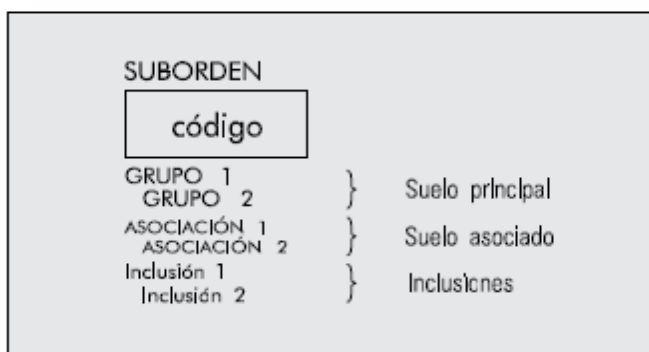 SUBORDEN
código
GRUPO 1
GRUPO 2
} Suelo principal
ASOCIACIÓN 1
ASOCIACIÓN 2
} Suelo asociado
Inclusión 1
Inclusión 2
} Inclusiones